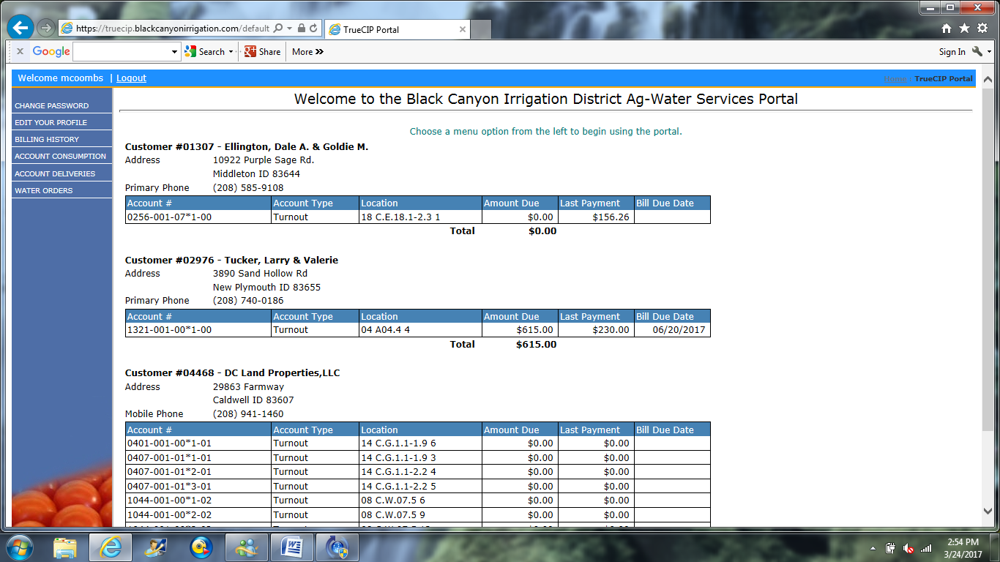 https://truecip.blackcanyonirrigation.com/default
TrueCIP Portal
x Google Search Share More »
Sign In
Welcome mcoombs | Logout
Home › TrueCIP Portal
CHANGE PASSWORD
EDIT YOUR PROFILE
BILLING HISTORY
ACCOUNT CONSUMPTION
ACCOUNT DELIVERIES
WATER ORDERS
Welcome to the Black Canyon Irrigation District Ag-Water Services Portal
Choose a menu option from the left to begin using the portal.
Customer #01307 - Ellington, Dale A. & Goldie M.
Address 10922 Purple Sage Rd.
Middleton ID 83644
Primary Phone (208) 585-9108
Account # Account Type Location Amount Due Last Payment Bill Due Date
0256-001-07*1-00 Turnout 18 C.E.18.1-2.3 1 $0.00 $156.26
Total $0.00
Customer #02976 - Tucker, Larry & Valerie
Address 3890 Sand Hollow Rd
New Plymouth ID 83655
Primary Phone (208) 740-0186
Account # Account Type Location Amount Due Last Payment Bill Due Date
1321-001-00*1-00 Turnout 04 A04.4 4 $615.00 $230.00 06/20/2017
Total $615.00
Customer #04468 - DC Land Properties,LLC
Address 29863 Farmway
Caldwell ID 83607
Mobile Phone (208) 941-1460
Account # Account Type Location Amount Due Last Payment Bill Due Date
0401-001-00*1-01 Turnout 14 C.G.1.1-1.9 6 $0.00 $0.00
0407-001-01*1-01 Turnout 14 C.G.1.1-1.9 3 $0.00 $0.00
0407-001-01*2-01 Turnout 14 C.G.1.1-2.2 4 $0.00 $0.00
0407-001-01*3-01 Turnout 14 C.G.1.1-2.2 5 $0.00 $0.00
1044-001-00*1-02 Turnout 08 C.W.07.5 6 $0.00 $0.00
1044-001-00*2-02 Turnout 08 C.W.07.5 9 $0.00 $0.00
2:54 PM
3/24/2017